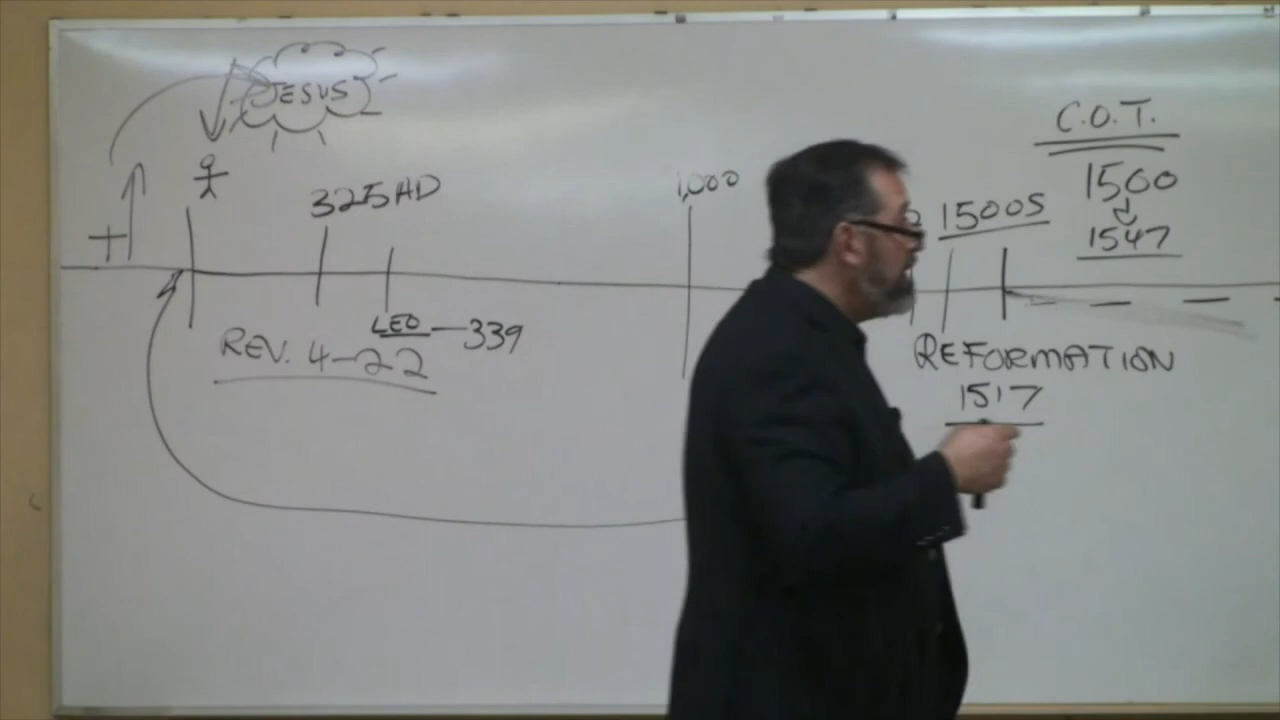 JESUS
325AD
LEO — 339
REV. 4-22
1,000
1500S
C.O.T.
1500
1547
REFORMATION
1517